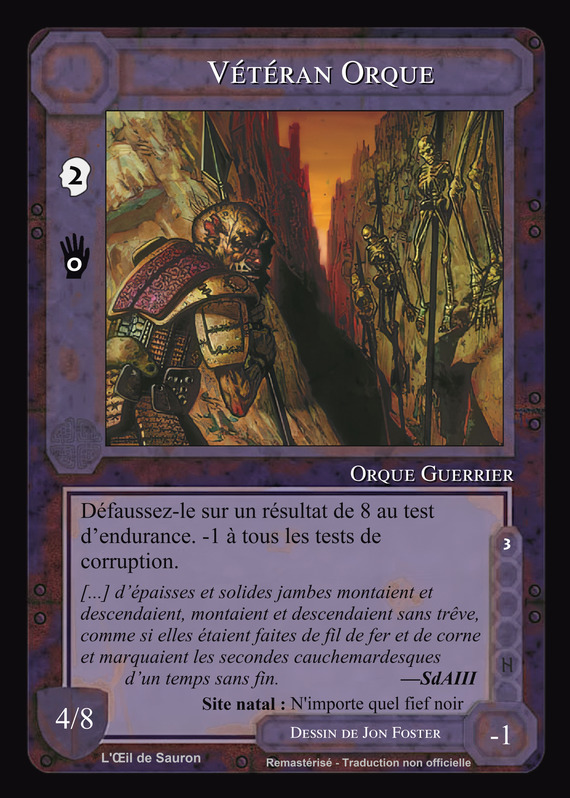 Vétéran Orque
2
0
Orque Guerrier
Défaussez-le sur un résultat de 8 au test
d'endurance. -1 à tous les tests de
corruption.
3
[...] d'épaisses et solides jambes montaient et
descendaient, montaient et descendaient sans trêve,
comme si elles étaient faites de fil de fer et de corne
et marquaient les secondes cauchemardesques
d'un temps sans fin. —SdAIII
Site natal : N'importe quel fief noir
4/8
Dessin de Jon Foster
-1
L'Œil de Sauron
Remastérisé - Traduction non officielle